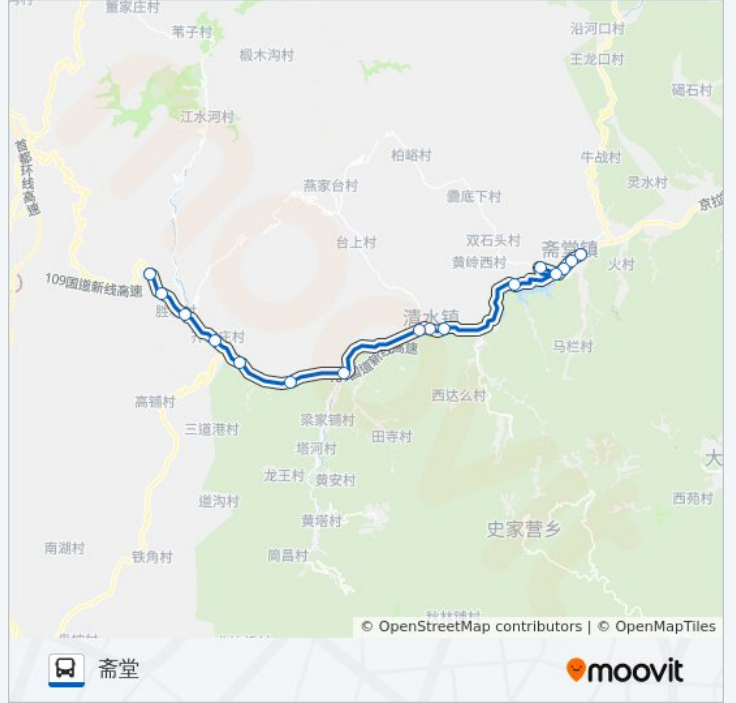 董家庄村
苇子村
沿河口村
椴木沟村
王龙口村
碣石村
江水河村
首都环线高速
柏峪村
牛战村
灵水村
燕家台村
爨底下村
京拉
台上村
双石头村
斋堂镇
黄岭西村
火村
109国道新线高速
清水镇
马栏村
西达么村
高铺村
梁家铺村
三道港村
田寺村
塔河村
大
龙王村
黄安村
道沟村
西苑村
黄塔村
史家营乡
南湖村
铁角村
简昌村
© OpenStreetMap contributors | © OpenMapTiles
斋堂
moovit